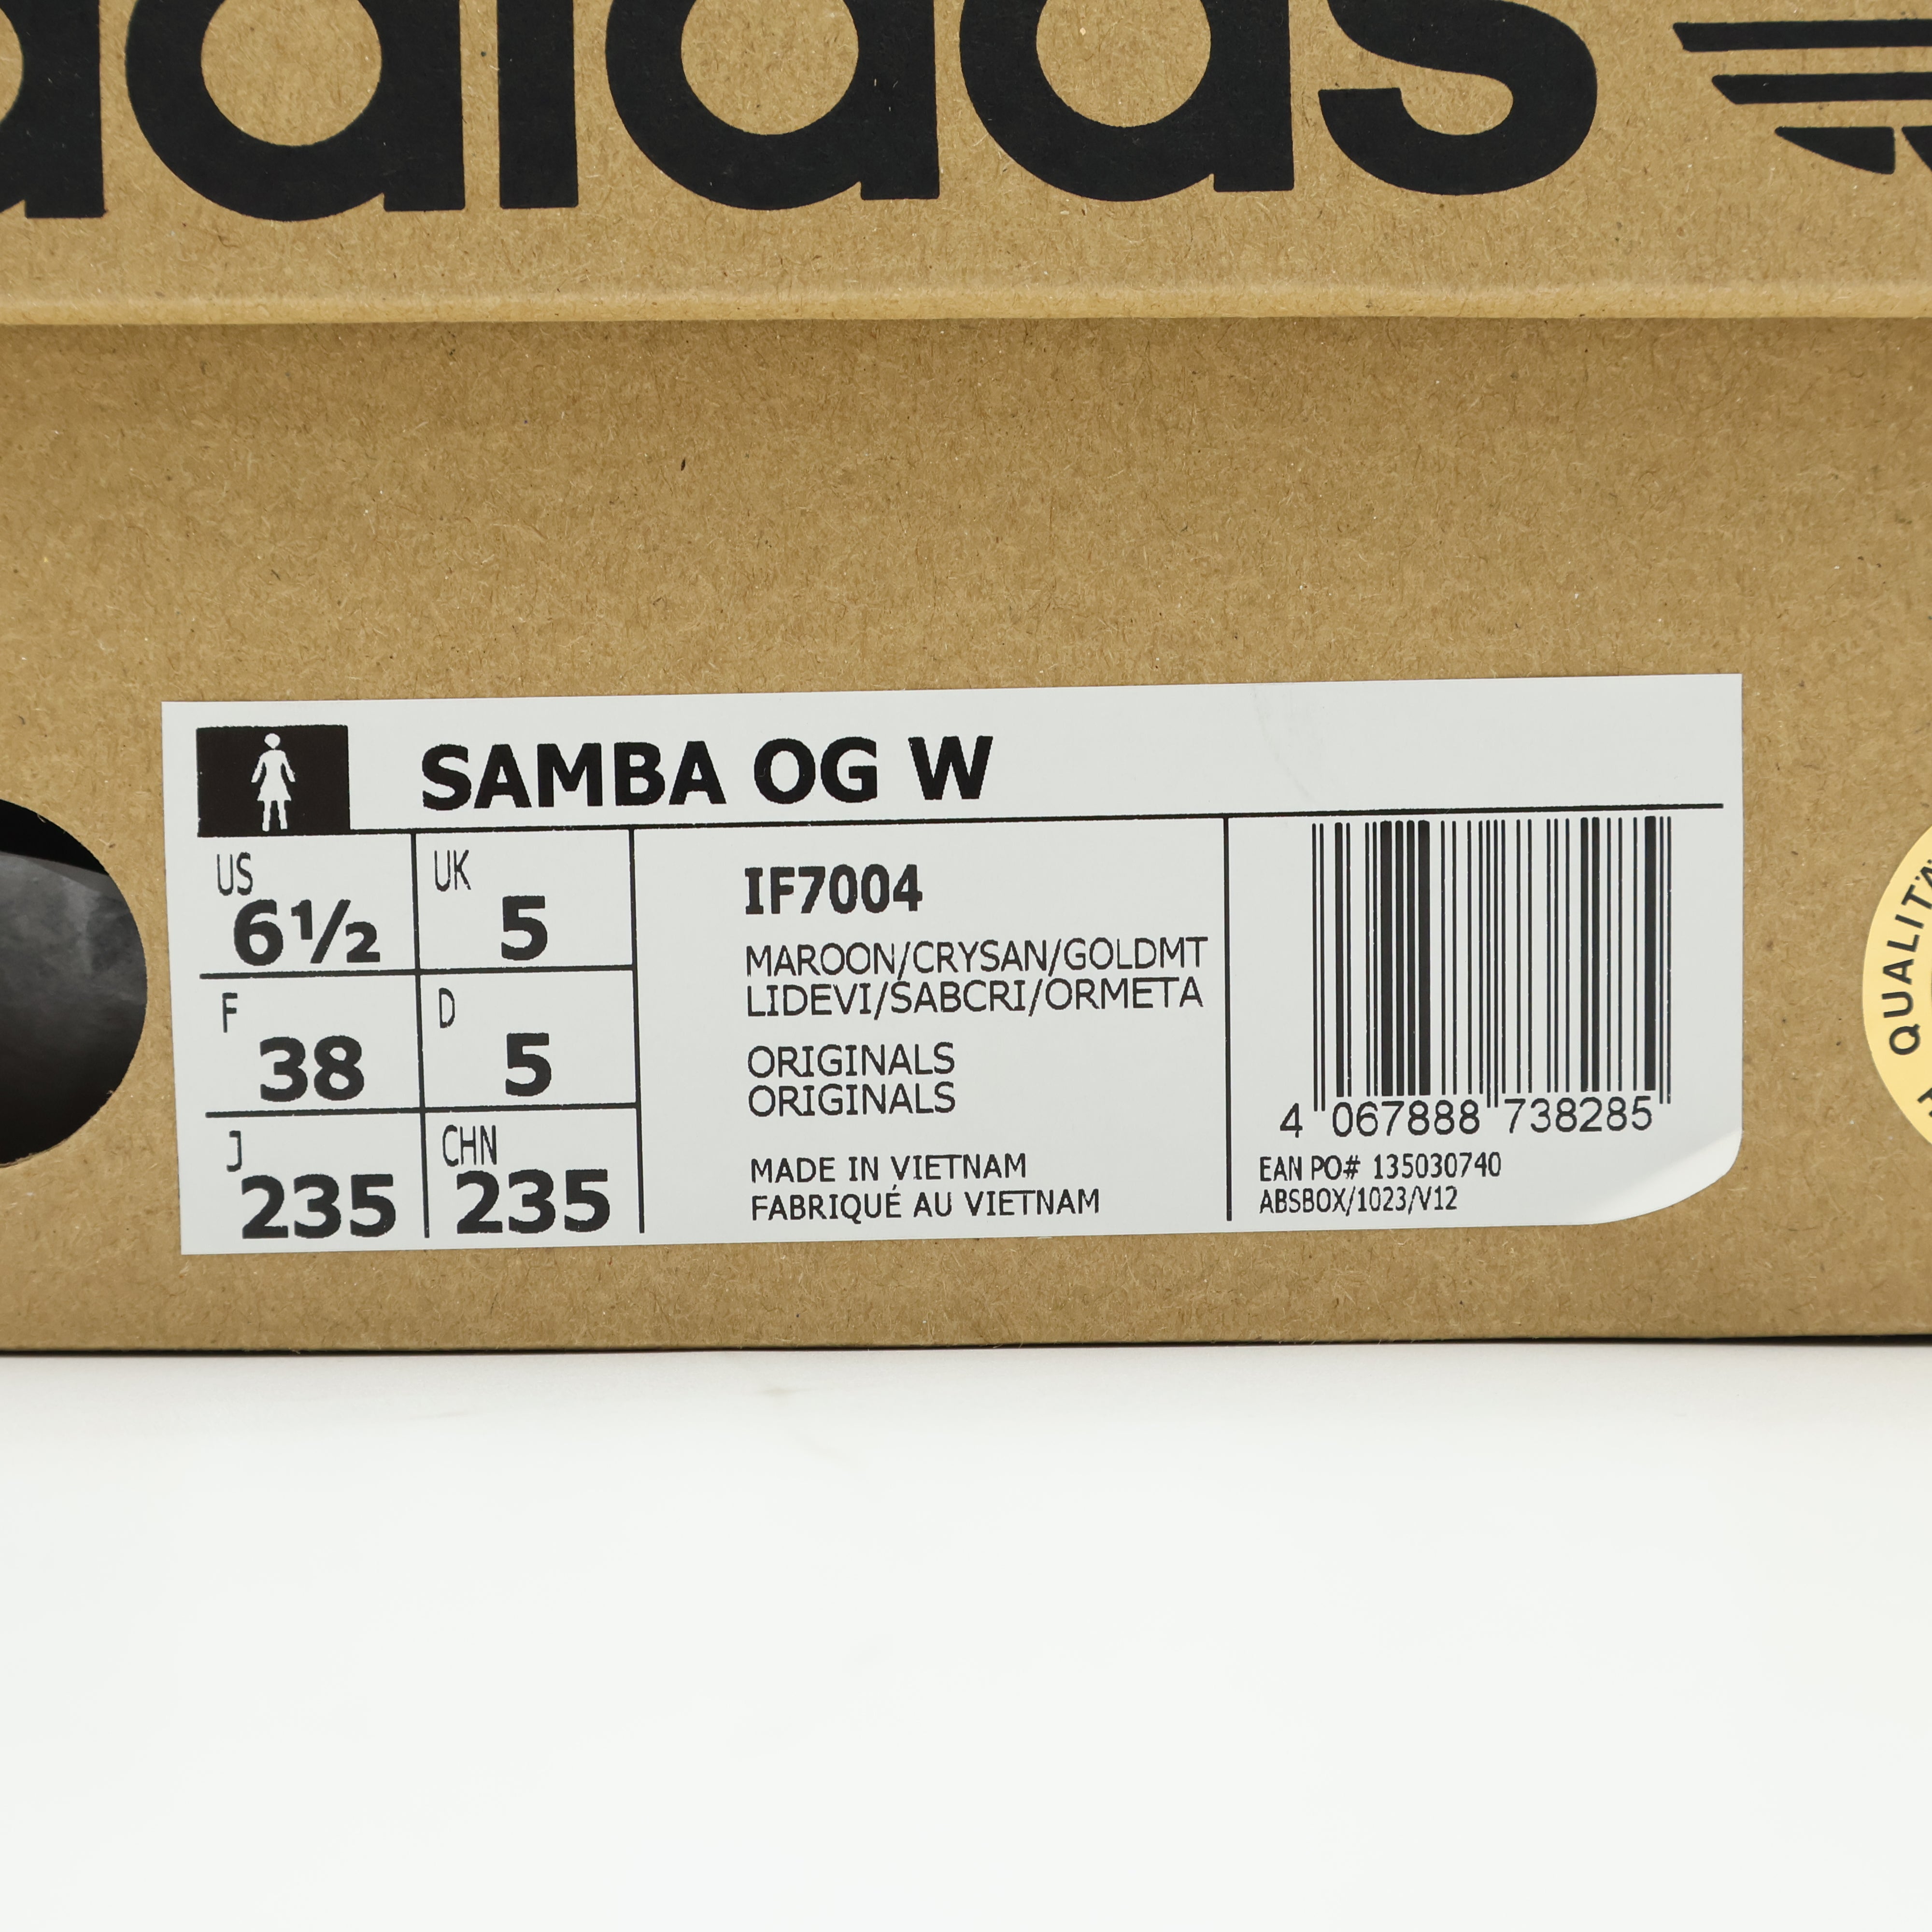 adidas
SAMBA OG W
US
6½
UK
5
F
38
D
5
J
235
CHN
235
IF7004
MAROON/CRYSAN/GOLDMT
LIDEVI/SABCRI/ORMETA
ORIGINALS
ORIGINALS
MADE IN VIETNAM
FABRIQUÉ AU VIETNAM
4 067888 738285
EAN PO# 135030740
ABSBOX/1023/V12